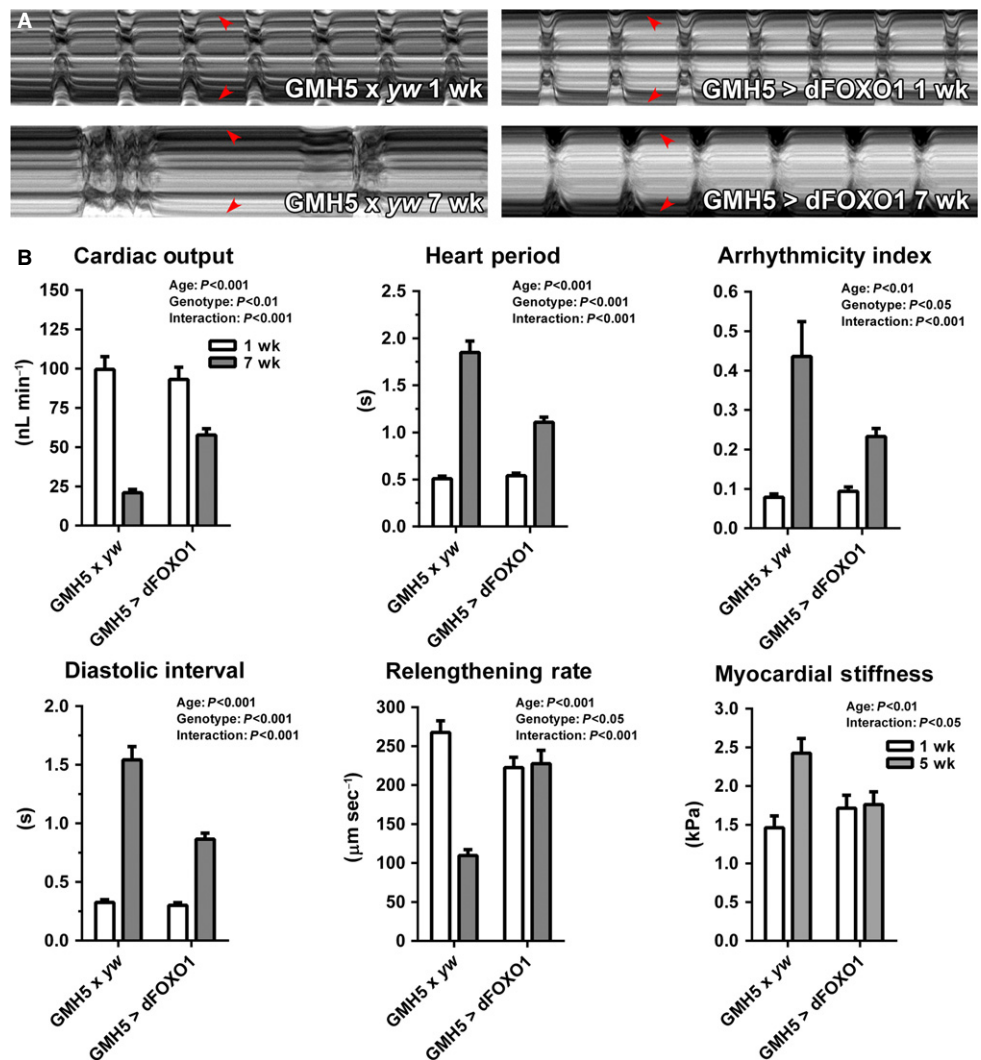 A
GMH5 x yw 1 wk
GMH5 > dFOXO1 1 wk
GMH5 x yw 7 wk
GMH5 > dFOXO1 7 wk
B
Cardiac output
Age: P<0.001
Genotype: P<0.01
Interaction: P<0.001
1 wk
7 wk
(nL min⁻¹)
150
125
100
75
50
25
0
GMH5 x yw
GMH5 > dFOXO1
Heart period
Age: P<0.001
Genotype: P<0.001
Interaction: P<0.001
(s)
2.5
2.0
1.5
1.0
0.5
0.0
GMH5 x yw
GMH5 > dFOXO1
Arrhythmicity index
Age: P<0.01
Genotype: P<0.05
Interaction: P<0.001
0.6
0.5
0.4
0.3
0.2
0.1
0.0
GMH5 x yw
GMH5 > dFOXO1
Diastolic interval
Age: P<0.001
Genotype: P<0.001
Interaction: P<0.001
(s)
2.0
1.5
1.0
0.5
0.0
GMH5 x yw
GMH5 > dFOXO1
Relengthening rate
Age: P<0.001
Genotype: P<0.05
Interaction: P<0.001
(μm sec⁻¹)
300
250
200
150
100
50
0
GMH5 x yw
GMH5 > dFOXO1
Myocardial stiffness
Age: P<0.01
Interaction: P<0.05
1 wk
5 wk
(kPa)
3.0
2.5
2.0
1.5
1.0
0.5
0.0
GMH5 x yw
GMH5 > dFOXO1